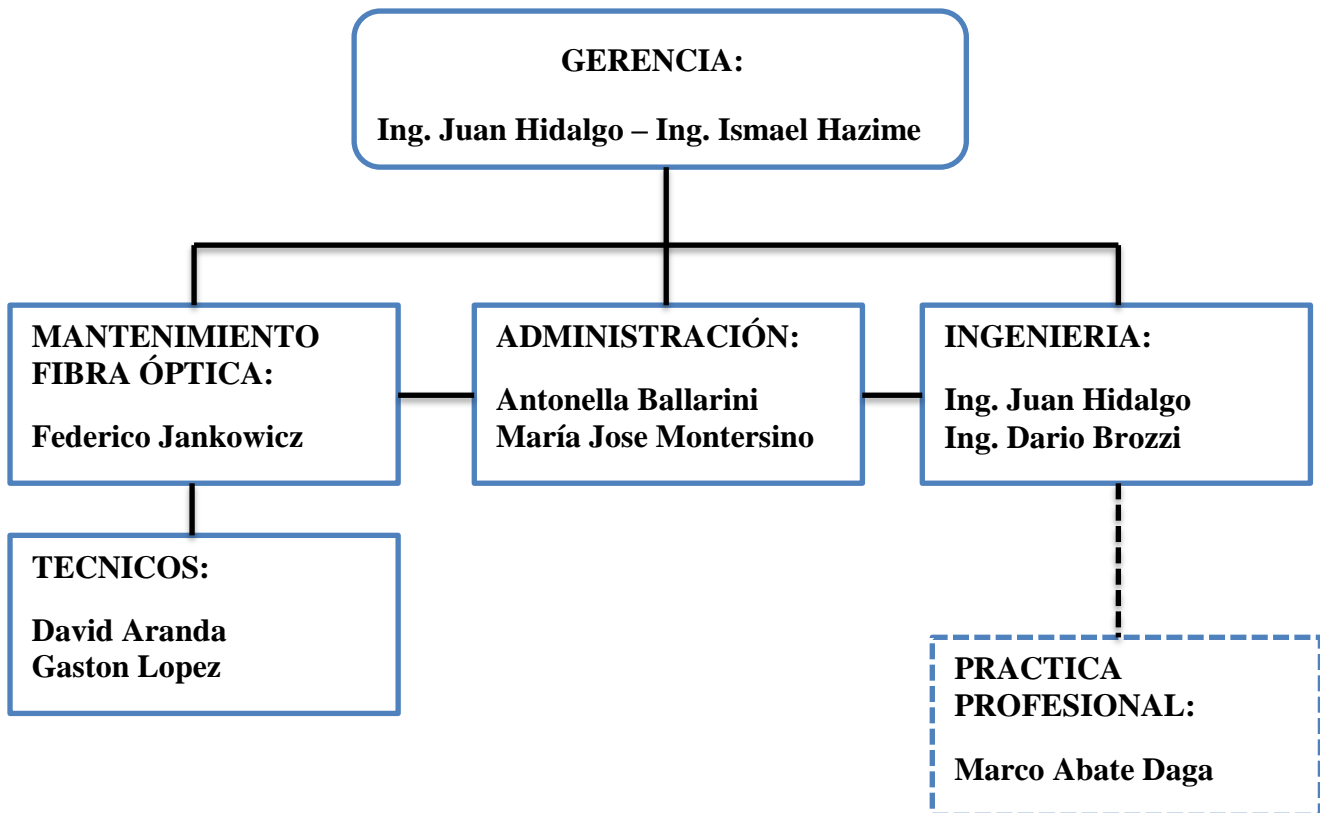 GERENCIA:
Ing. Juan Hidalgo – Ing. Ismael Hazime
MANTENIMIENTO
FIBRA ÓPTICA:
Federico Jankowicz
ADMINISTRACIÓN:
Antonella Ballarini
María Jose Montersino
INGENIERIA:
Ing. Juan Hidalgo
Ing. Dario Brozzi
TECNICOS:
David Aranda
Gaston Lopez
PRACTICA
PROFESIONAL:
Marco Abate Daga